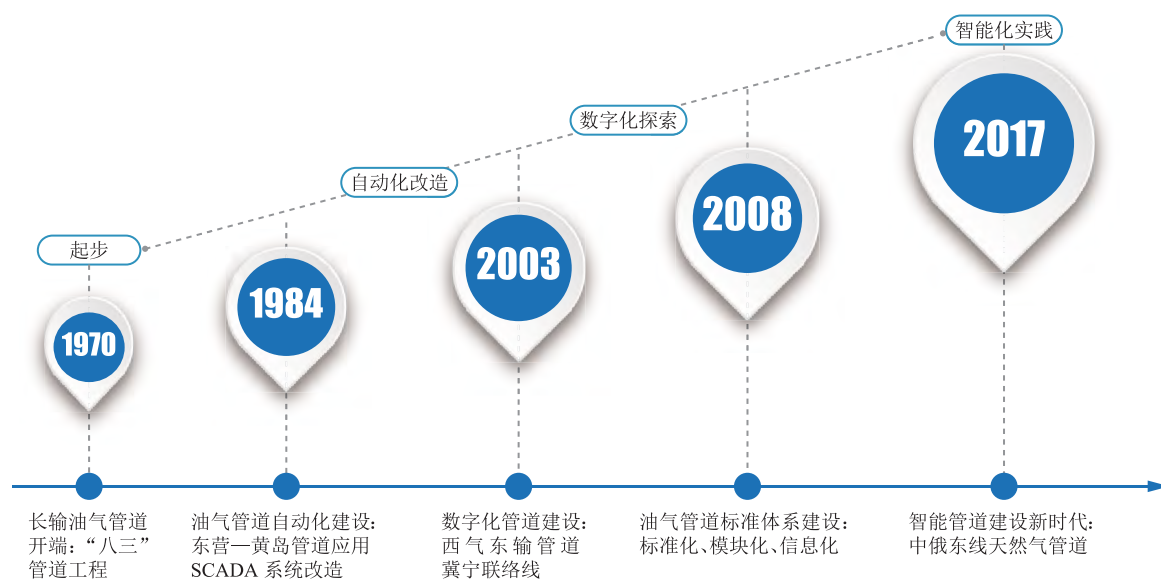 智能化实践
数字化探索
自动化改造
起步
1970
1984
2003
2008
2017
长输油气管道
开端：“八三”
管道工程
油气管道自动化建设：
东营—黄岛管道应用
SCADA 系统改造
数字化管道建设：
西气东输管道
冀宁联络线
油气管道标准体系建设：
标准化、模块化、信息化
智能管道建设新时代：
中俄东线天然气管道